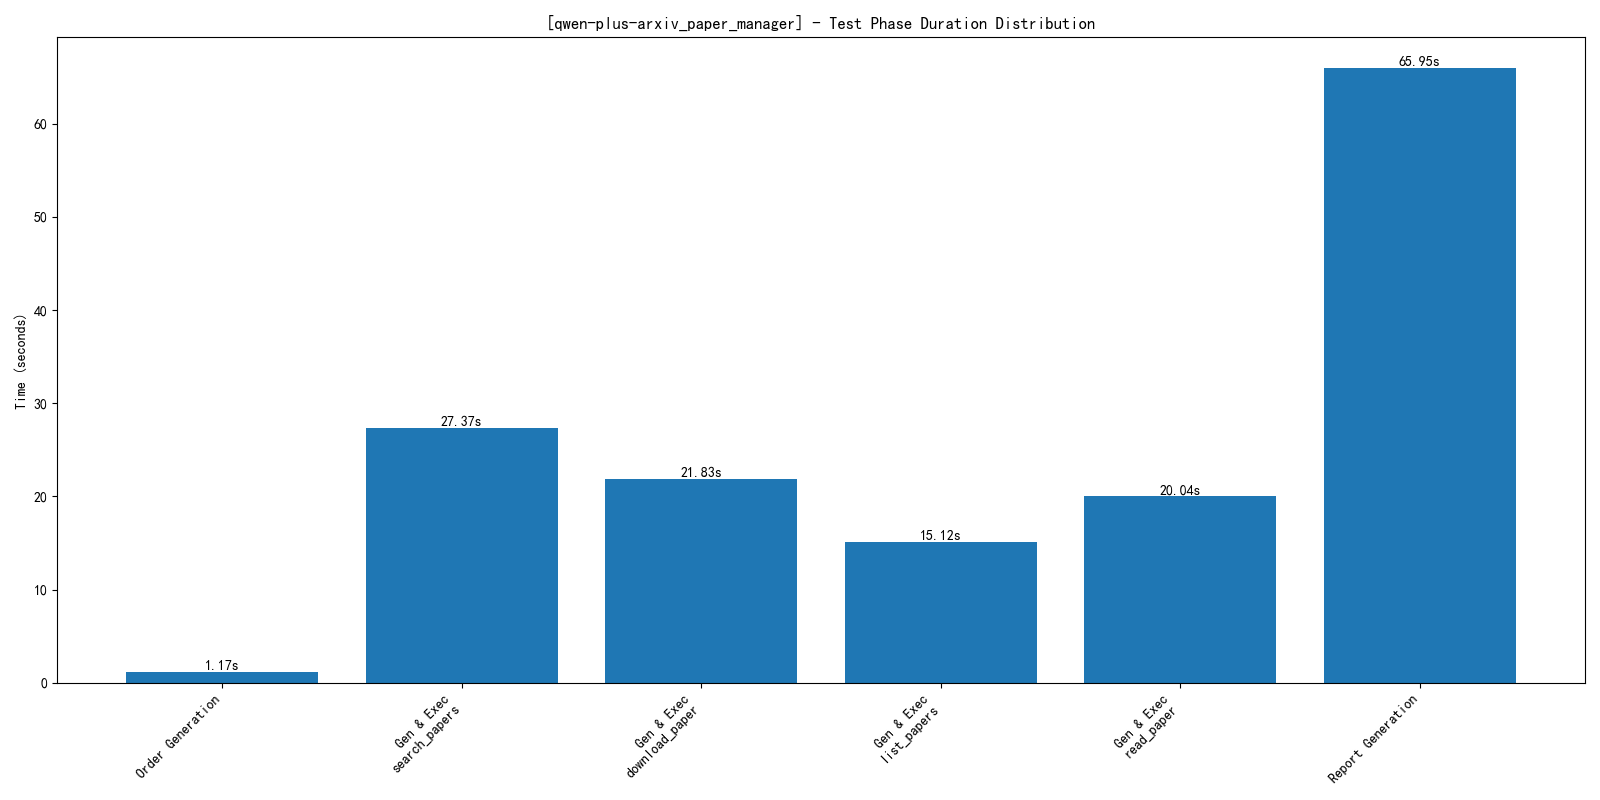 [qwen-plus-arxiv_paper_manager] - Test Phase Duration Distribution
Time (seconds)
60
50
40
30
20
10
0
1.17s
27.37s
21.83s
15.12s
20.04s
65.95s
Order Generation
Gen & Exec
search_papers
Gen & Exec
download_paper
Gen & Exec
list_papers
Gen & Exec
read_paper
Report Generation